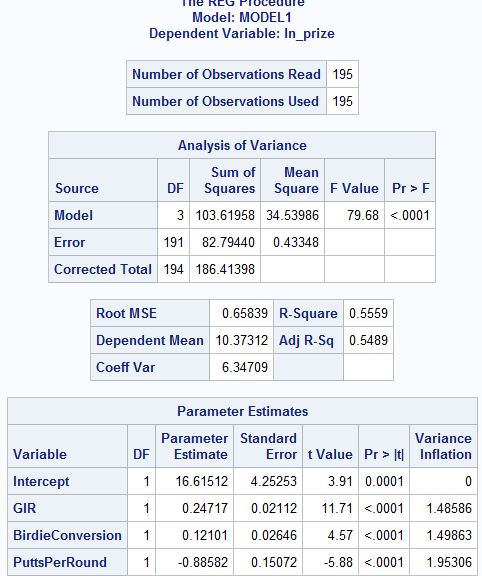 The REG Procedure
Model: MODEL1
Dependent Variable: ln_prize
Number of Observations Read 195
Number of Observations Used 195
Analysis of Variance
Source DF Sum of Squares Mean Square F Value Pr > F
Model 3 103.61958 34.53986 79.68 <.0001
Error 191 82.79440 0.43348
Corrected Total 194 186.41398
Root MSE 0.65839 R-Square 0.5559
Dependent Mean 10.37312 Adj R-Sq 0.5489
Coeff Var 6.34709
Parameter Estimates
Variable DF Parameter Estimate Standard Error t Value Pr > |t| Variance Inflation
Intercept 1 16.61512 4.25253 3.91 0.0001 0
GIR 1 0.24717 0.02112 11.71 <.0001 1.48586
BirdieConversion 1 0.12101 0.02646 4.57 <.0001 1.49863
PuttsPerRound 1 -0.88582 0.15072 -5.88 <.0001 1.95306